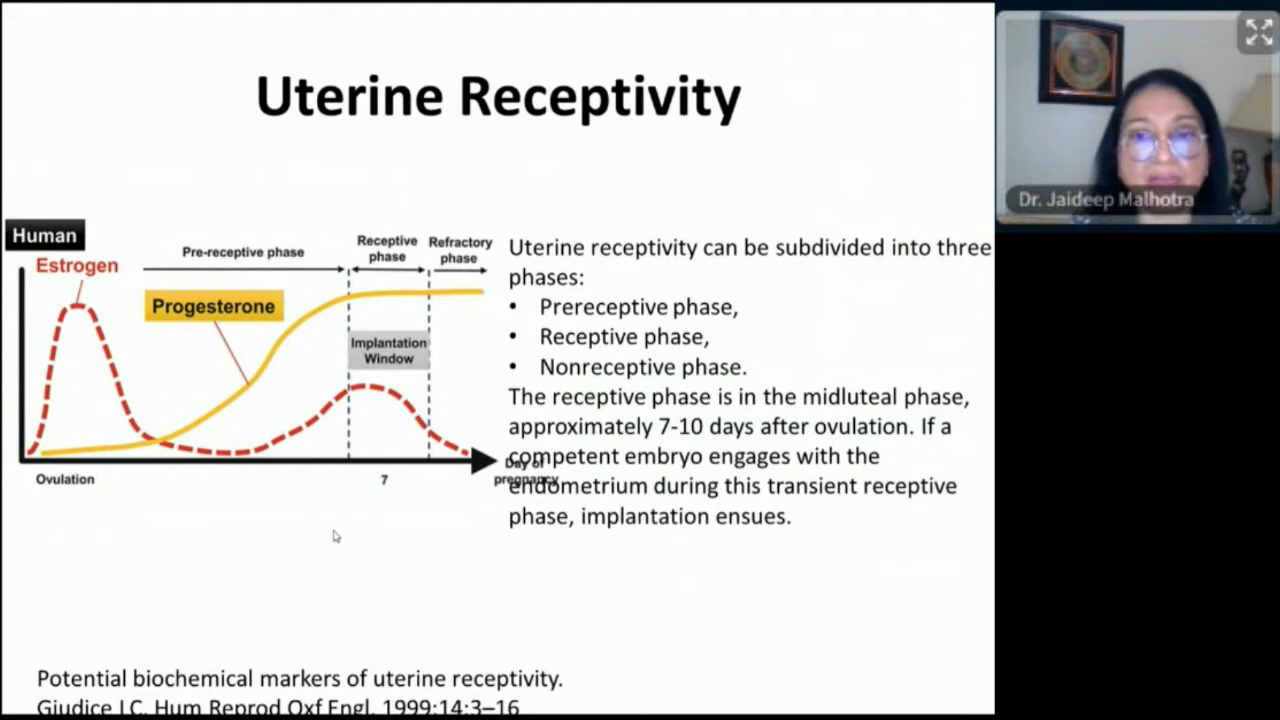 Uterine Receptivity
Dr. Jaideep Malhotra
Human
Estrogen
Pre-receptive phase
Receptive
phase
Refractory
phase
Progesterone
Implantation
Window
Ovulation
7
Day of
pregnancy
Uterine receptivity can be subdivided into three
phases:
• Prereceptive phase,
• Receptive phase,
• Nonreceptive phase.
The receptive phase is in the midluteal phase,
approximately 7-10 days after ovulation. If a
competent embryo engages with the
endometrium during this transient receptive
phase, implantation ensues.
Potential biochemical markers of uterine receptivity.
Giudice LC. Hum Reprod Oxf Engl. 1999;14:3–16